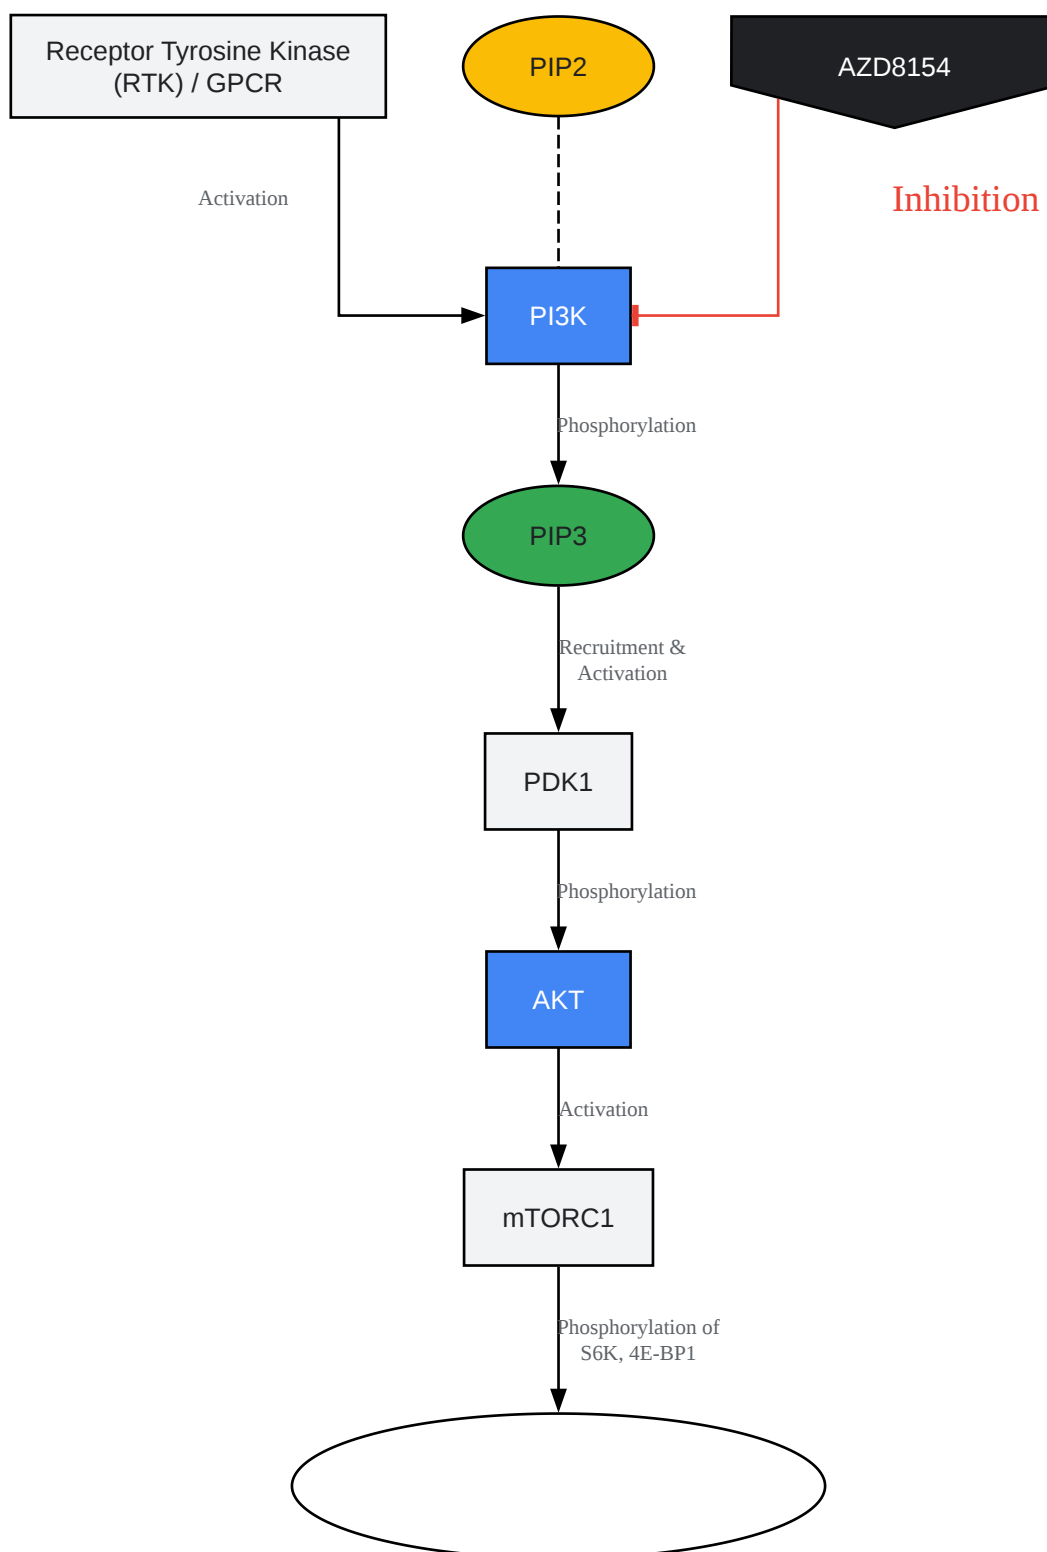 Receptor Tyrosine Kinase
(RTK) / GPCR
PIP2
AZD8154
Activation
Inhibition
PI3K
Phosphorylation
PIP3
Recruitment &
Activation
PDK1
Phosphorylation
AKT
Activation
mTORC1
Phosphorylation of
S6K, 4E-BP1